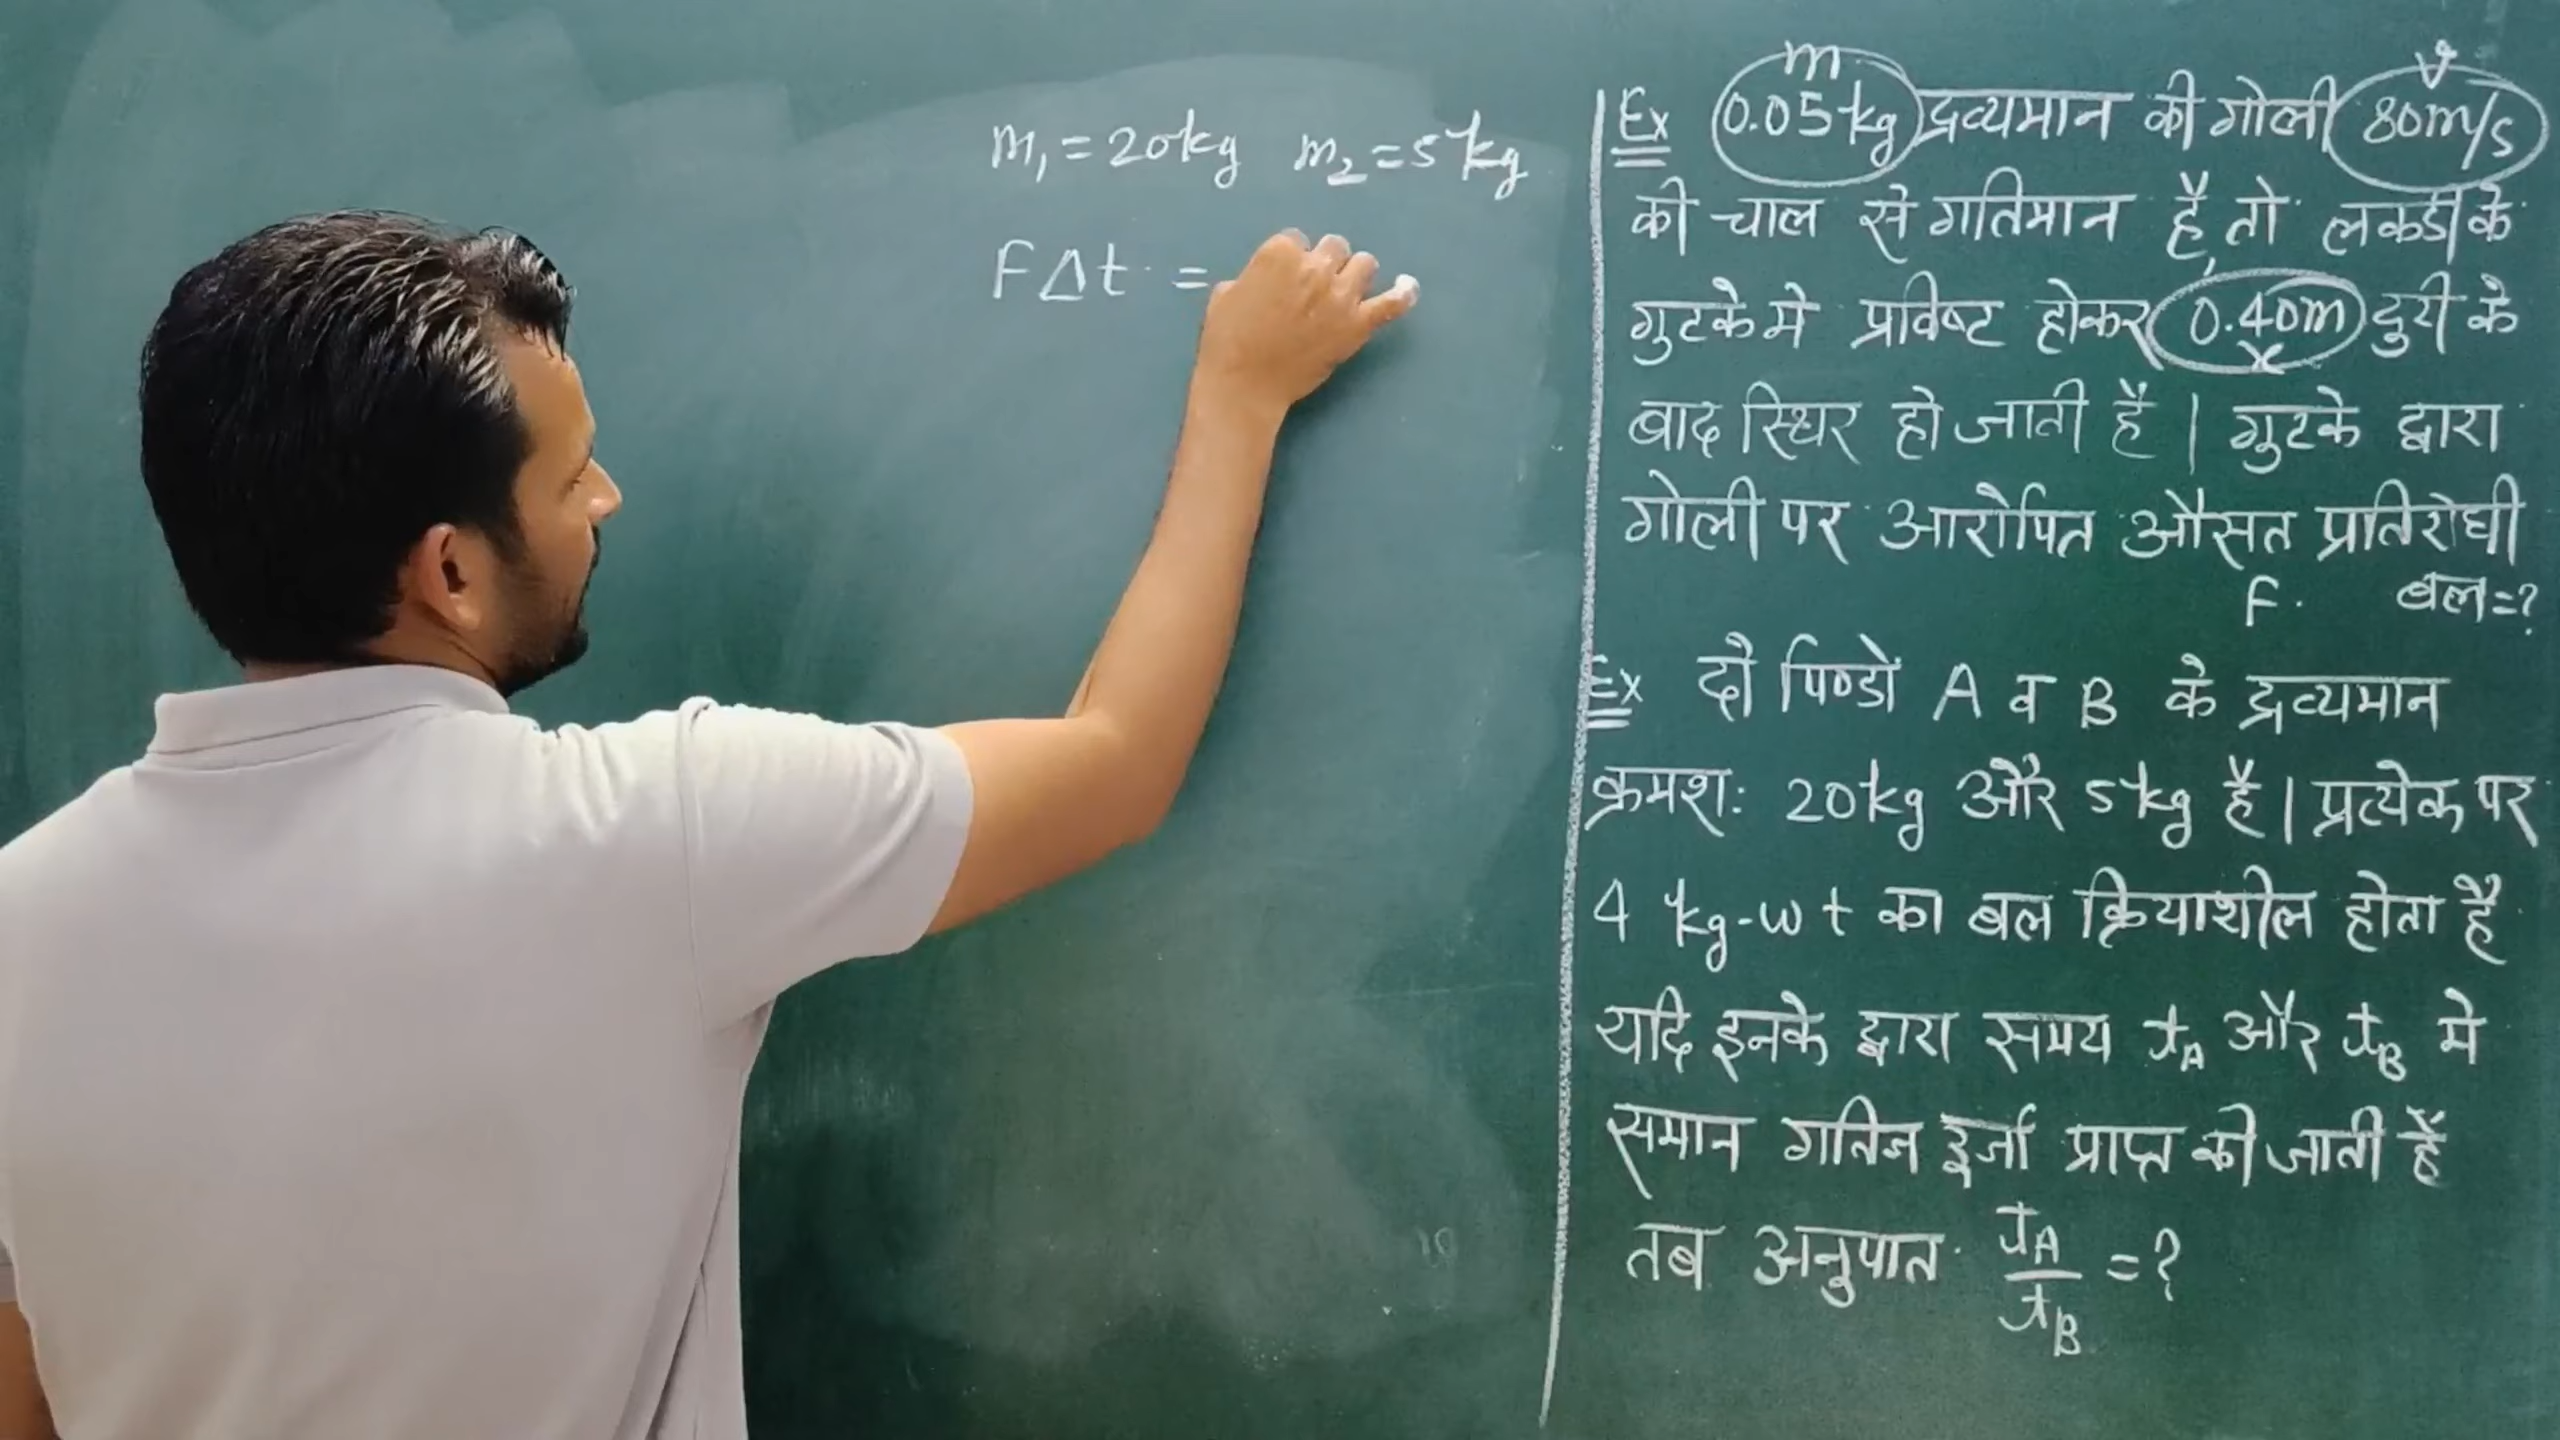 m₁ = 20kg m₂ = 5kg
FΔt =
m v
Ex 0.05kg द्रव्यमान की गोली 80m/s
की चाल से गतिमान है, तो लकडी के
गुटके मे प्रविष्ट होकर 0.40m दुरी के
x
बाद स्थिर हो जाती है | गुटके द्वारा
गोली पर आरोपित औसत प्रतिरोधी
F. बल=?
Ex दो पिण्डों A व B के द्रव्यमान
क्रमशः 20kg और 5kg है | प्रत्येक पर
4 kg-wt का बल क्रियाशील होता है
यदि इनके द्वारा समय tA और tB मे
समान गतिज ऊर्जा प्राप्त की जाती हैं
तब अनुपात tA/tB = ?